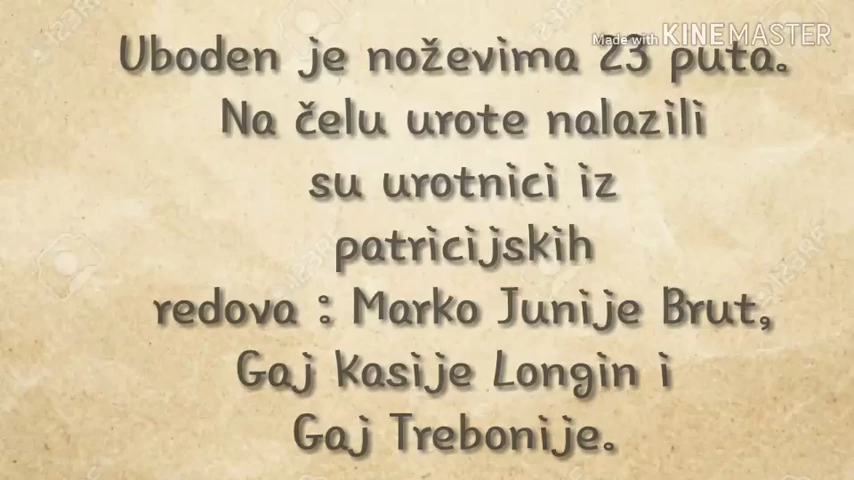 Made with KINEMASTER
Uboden je noževima 23 puta.
Na čelu urote nalazili
su urotnici iz
patricijskih
redova : Marko Junije Brut,
Gaj Kasije Longin i
Gaj Trebonije.